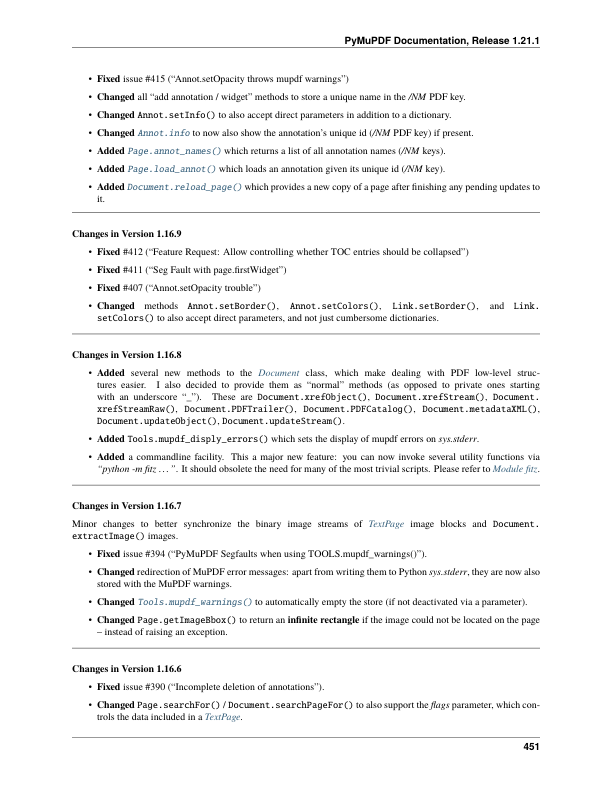 PyMuPDF Documentation, Release 1.21.1
• Fixed issue #415 (“Annot.setOpacity throws mupdf warnings”)
• Changed all “add annotation / widget” methods to store a unique name in the /NM PDF key.
• Changed Annot.setInfo() to also accept direct parameters in addition to a dictionary.
• Changed Annot.info to now also show the annotation’s unique id (/NM PDF key) if present.
• Added Page.annot_names() which returns a list of all annotation names (/NM keys).
• Added Page.load_annot() which loads an annotation given its unique id (/NM key).
• Added Document.reload_page() which provides a new copy of a page after finishing any pending updates to
it.
Changes in Version 1.16.9
• Fixed #412 (“Feature Request: Allow controlling whether TOC entries should be collapsed”)
• Fixed #411 (“Seg Fault with page.firstWidget”)
• Fixed #407 (“Annot.setOpacity trouble”)
• Changed methods Annot.setBorder(), Annot.setColors(), Link.setBorder(), and Link.
setColors() to also accept direct parameters, and not just cumbersome dictionaries.
Changes in Version 1.16.8
• Added several new methods to the Document class, which make dealing with PDF low-level struc-
tures easier. I also decided to provide them as “normal” methods (as opposed to private ones starting
with an underscore “_”). These are Document.xrefObject(), Document.xrefStream(), Document.
xrefStreamRaw(), Document.PDFTrailer(), Document.PDFCatalog(), Document.metadataXML(),
Document.updateObject(), Document.updateStream().
• Added Tools.mupdf_disply_errors() which sets the display of mupdf errors on sys.stderr.
• Added a commandline facility. This a major new feature: you can now invoke several utility functions via
“python -m fitz . . . ”. It should obsolete the need for many of the most trivial scripts. Please refer to Module fitz.
Changes in Version 1.16.7
Minor changes to better synchronize the binary image streams of TextPage image blocks and Document.
extractImage() images.
• Fixed issue #394 (“PyMuPDF Segfaults when using TOOLS.mupdf_warnings()”).
• Changed redirection of MuPDF error messages: apart from writing them to Python sys.stderr, they are now also
stored with the MuPDF warnings.
• Changed Tools.mupdf_warnings() to automatically empty the store (if not deactivated via a parameter).
• Changed Page.getImageBbox() to return an infinite rectangle if the image could not be located on the page
– instead of raising an exception.
Changes in Version 1.16.6
• Fixed issue #390 (“Incomplete deletion of annotations”).
• Changed Page.searchFor() / Document.searchPageFor() to also support the flags parameter, which con-
trols the data included in a TextPage.
451